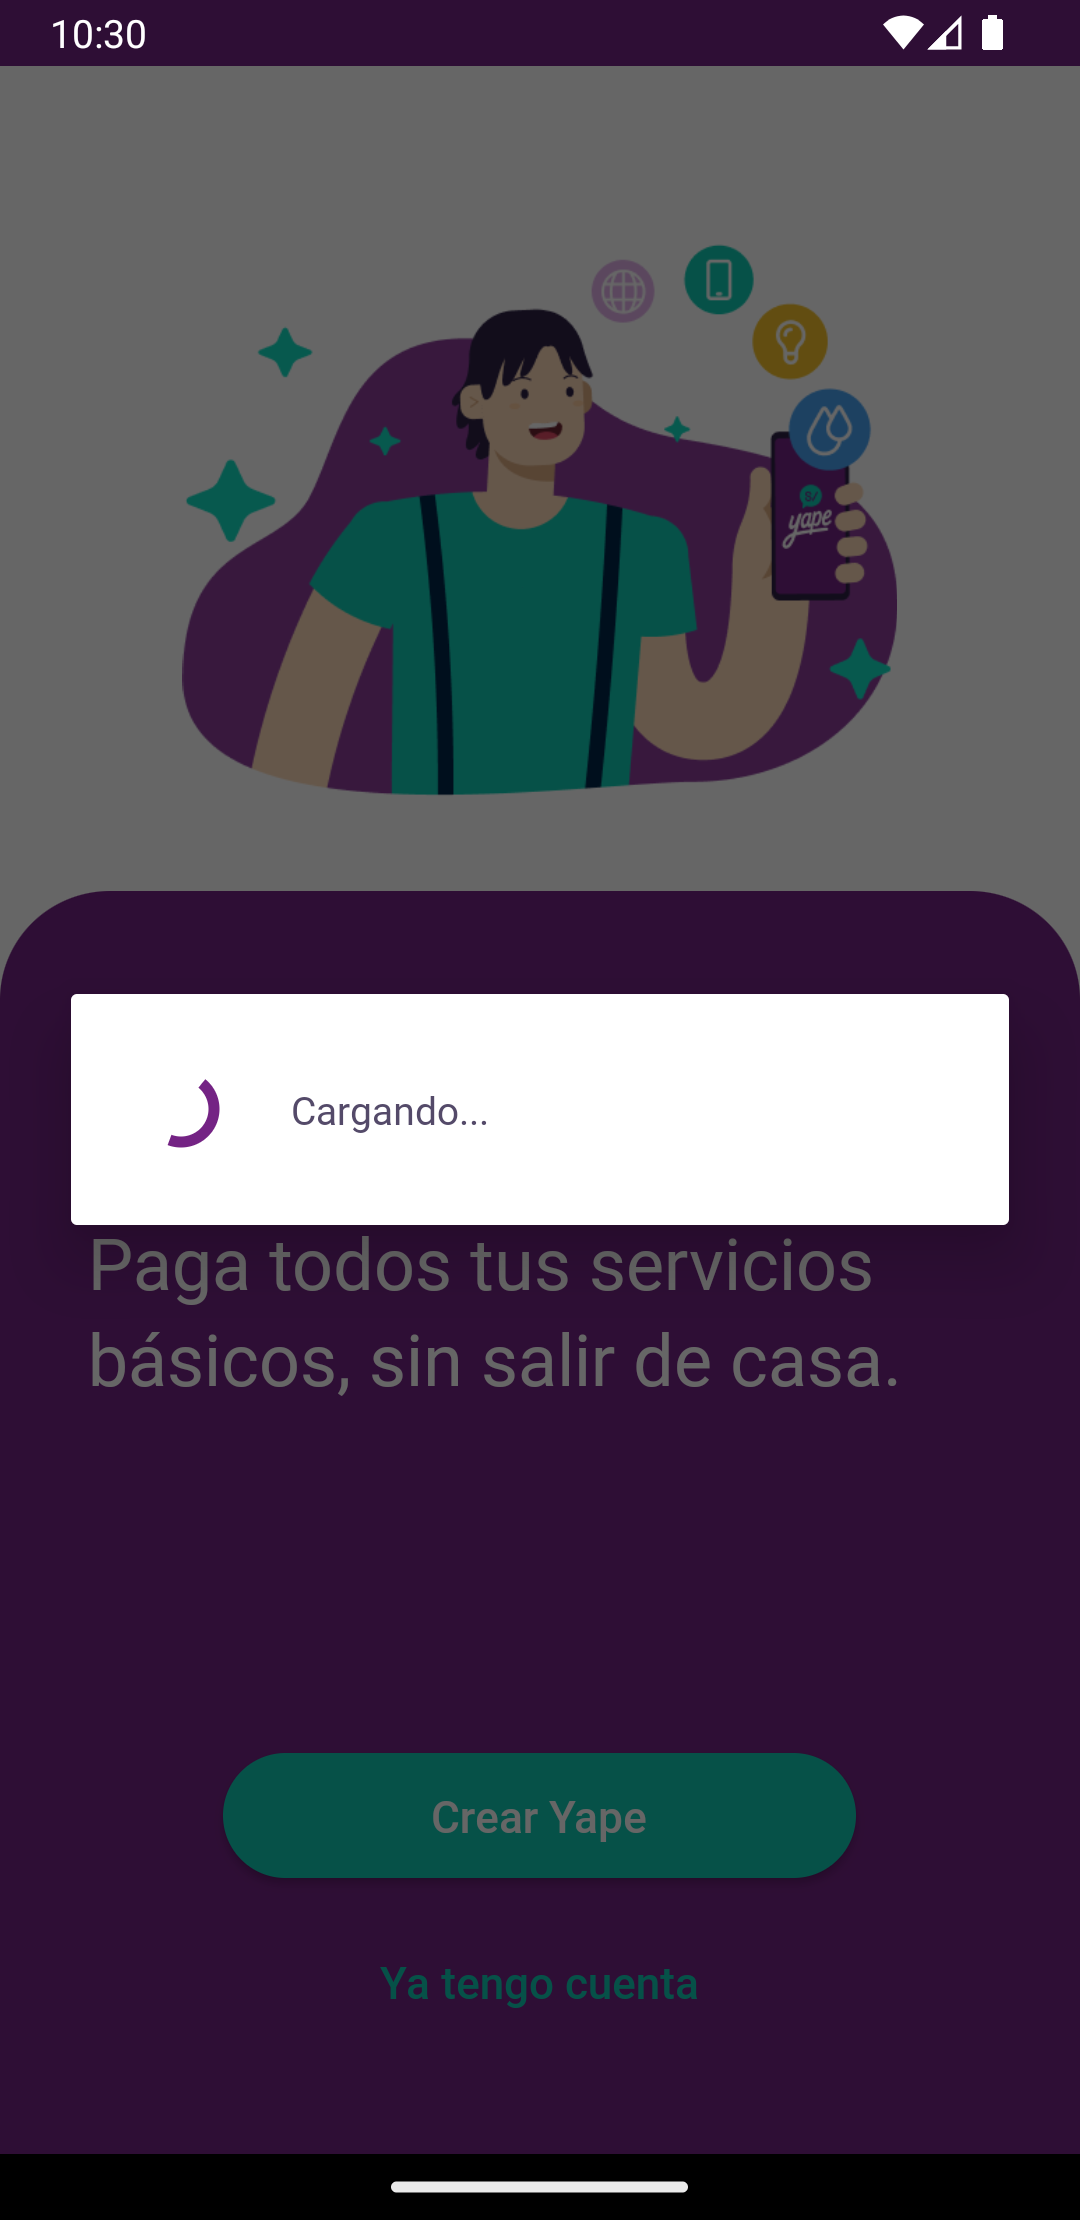 10:30
S/
yape
Cargando...
Paga todos tus servicios
básicos, sin salir de casa.
Crear Yape
Ya tengo cuenta